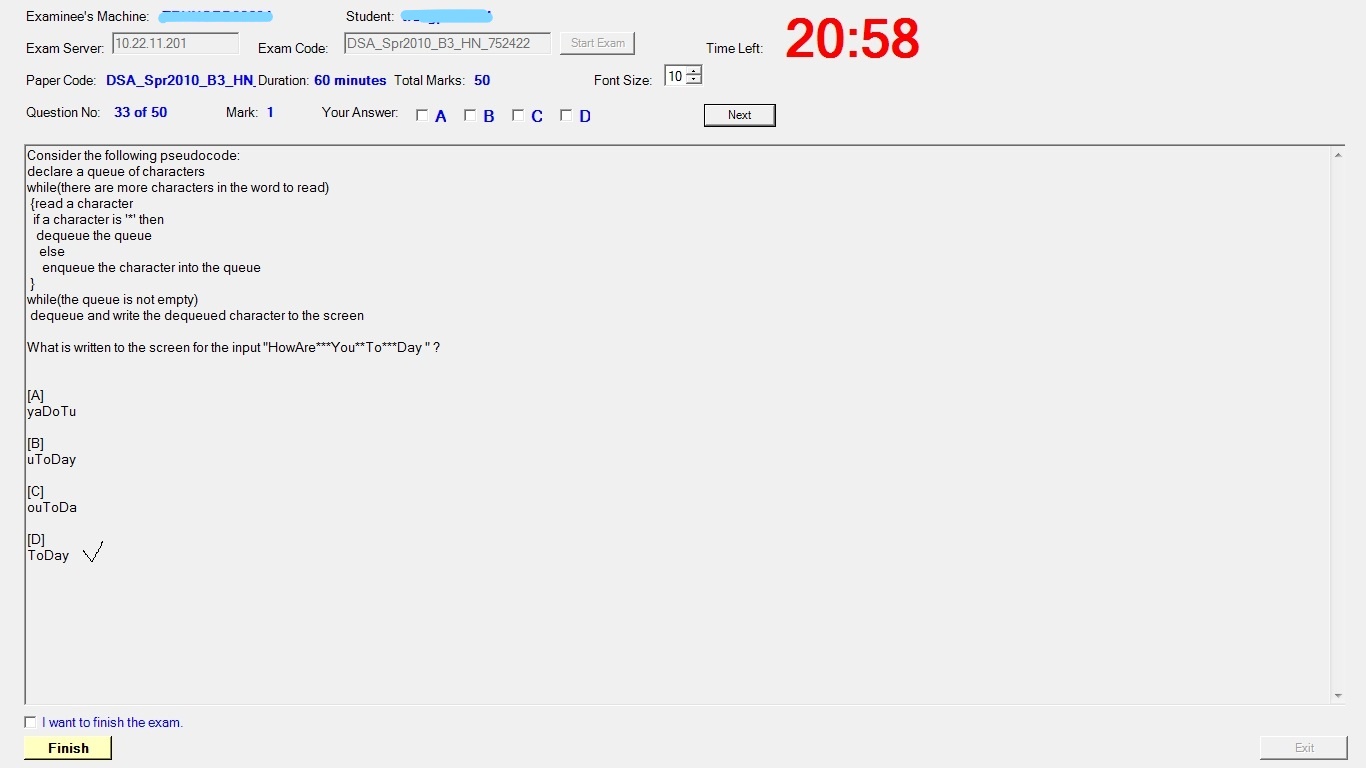 Examinee's Machine: Student:
Exam Server: 10.22.11.201 Exam Code: DSA_Spr2010_B3_HN_752422 Start Exam Time Left: 20:58
Paper Code: DSA_Spr2010_B3_HN_ Duration: 60 minutes Total Marks: 50 Font Size: 10
Question No: 33 of 50 Mark: 1 Your Answer: A B C D Next
Consider the following pseudocode:
declare a queue of characters
while(there are more characters in the word to read)
{read a character
if a character is '*' then
dequeue the queue
else
enqueue the character into the queue
}
while(the queue is not empty)
dequeue and write the dequeued character to the screen
What is written to the screen for the input "HowAre***You**To***Day " ?
[A]
yaDoTu
[B]
uToDay
[C]
ouToDa
[D]
ToDay
I want to finish the exam.
Finish Exit